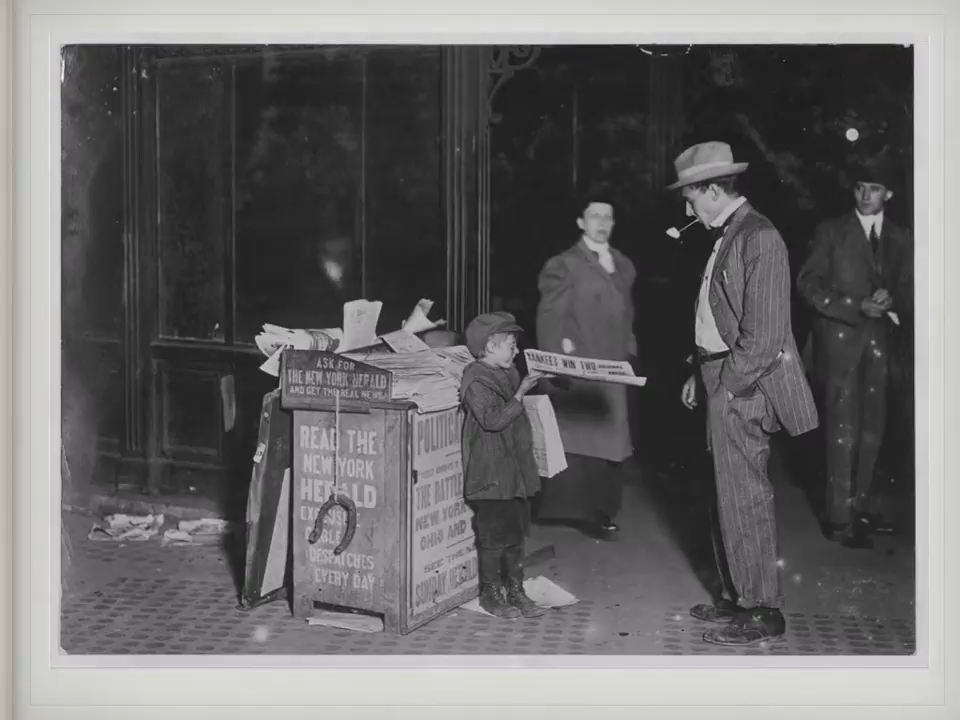 ASK FOR
THE NEW YORK HERALD
AND GET THE REAL NEWS
READ THE
NEW YORK
HERALD
DESPATCHES
EVERY DAY
POLITICAL
THE BATTLE
NEW YORK
OHIO AND
SEE THE
SUNDAY HERALD
YANKEES WIN TWO